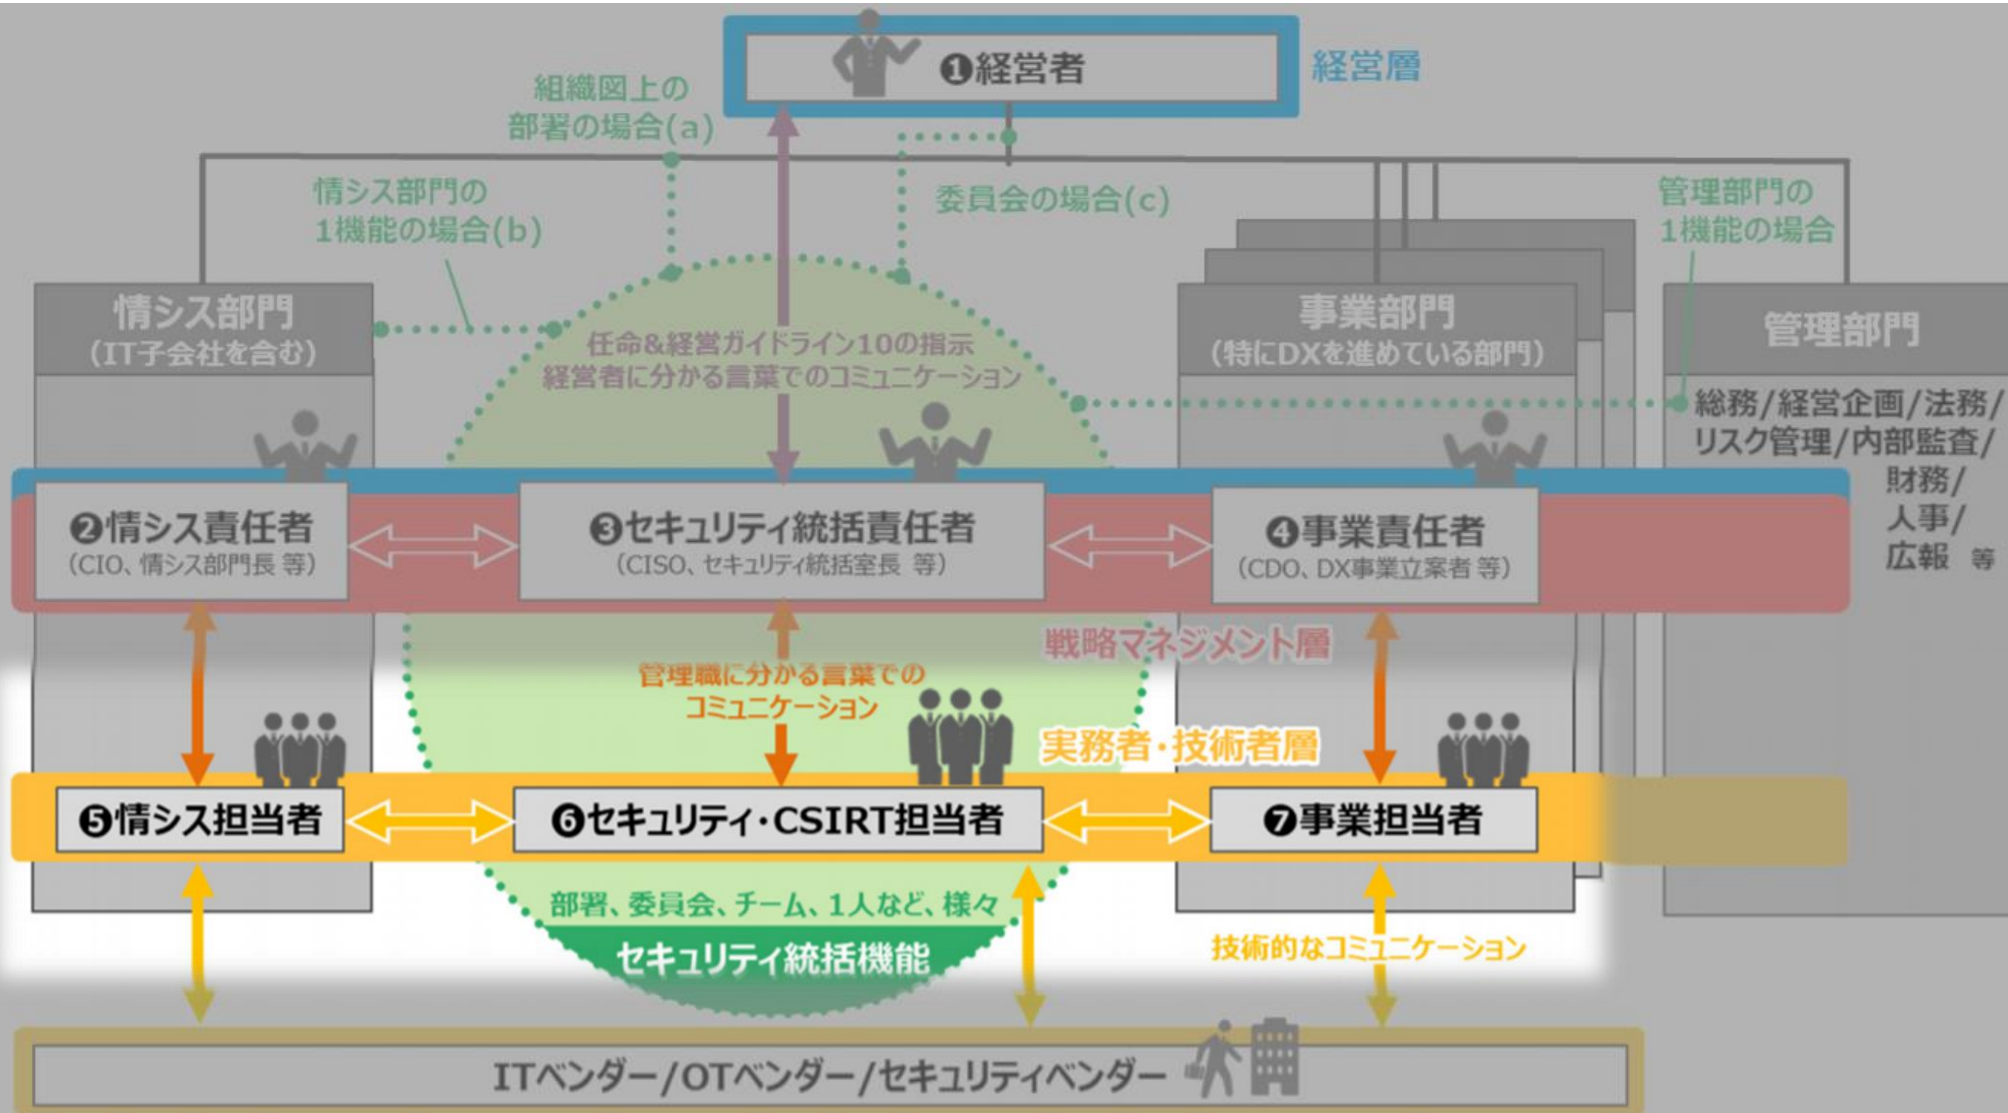 ❶経営者
経営層
組織図上の
部署の場合(a)
情シス部門の
1機能の場合(b)
委員会の場合(c)
管理部門の
1機能の場合
情シス部門
（IT子会社を含む）
任命&経営ガイドライン10の指示
経営者に分かる言葉でのコミュニケーション
事業部門
（特にDXを進めている部門）
管理部門
総務/経営企画/法務/
リスク管理/内部監査/
財務/
人事/
広報 等
❷情シス責任者
（CIO、情シス部門長 等）
❸セキュリティ統括責任者
（CISO、セキュリティ統括室長 等）
❹事業責任者
（CDO、DX事業立案者 等）
戦略マネジメント層
管理職に分かる言葉での
コミュニケーション
実務者・技術者層
❺情シス担当者
❻セキュリティ・CSIRT担当者
❼事業担当者
部署、委員会、チーム、1人など、様々
セキュリティ統括機能
技術的なコミュニケーション
ITベンダー/OTベンダー/セキュリティベンダー